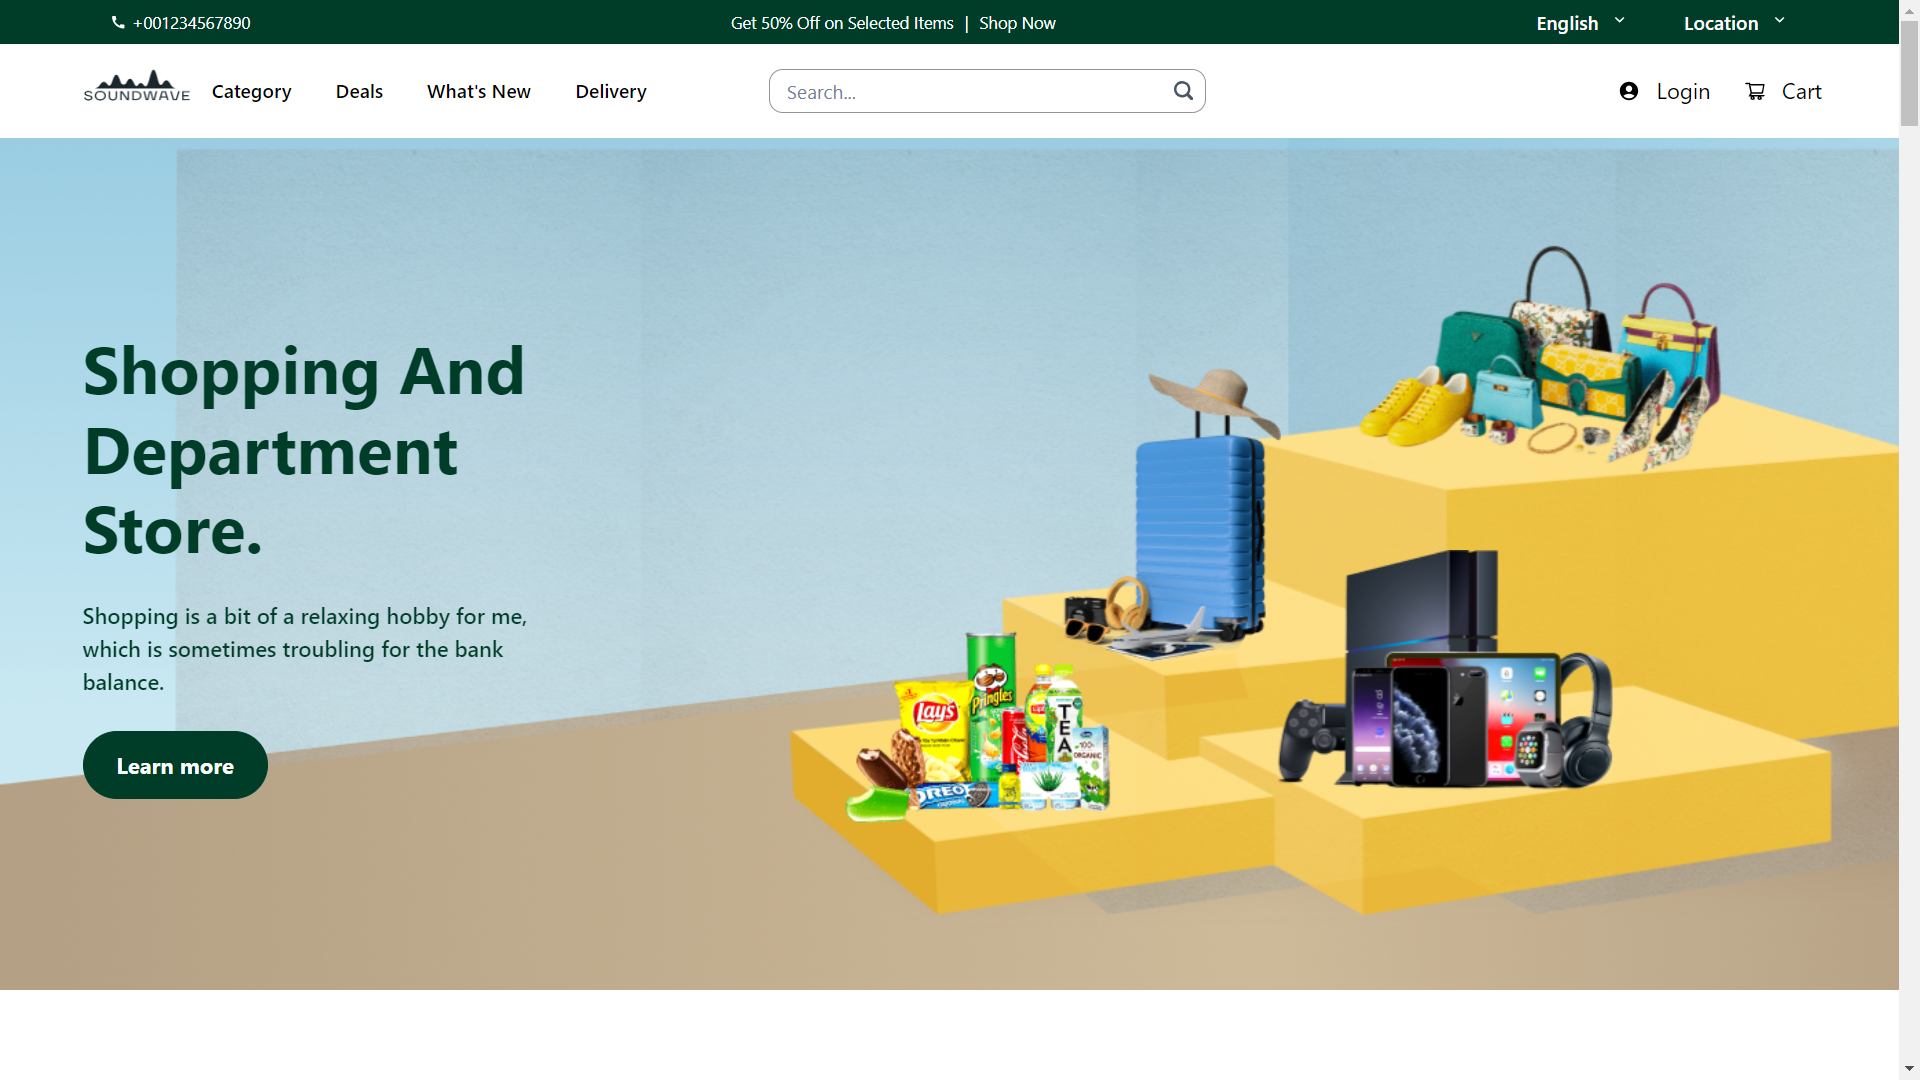 +001234567890
Get 50% Off on Selected Items | Shop Now
English
Location
SOUNDWAVE
Category
Deals
What's New
Delivery
Search...
Login
Cart
Shopping And
Department
Store.
Shopping is a bit of a relaxing hobby for me,
which is sometimes troubling for the bank
balance.
Learn more
Lay's
Pringles
TEA
100%
ORGANIC
OREO